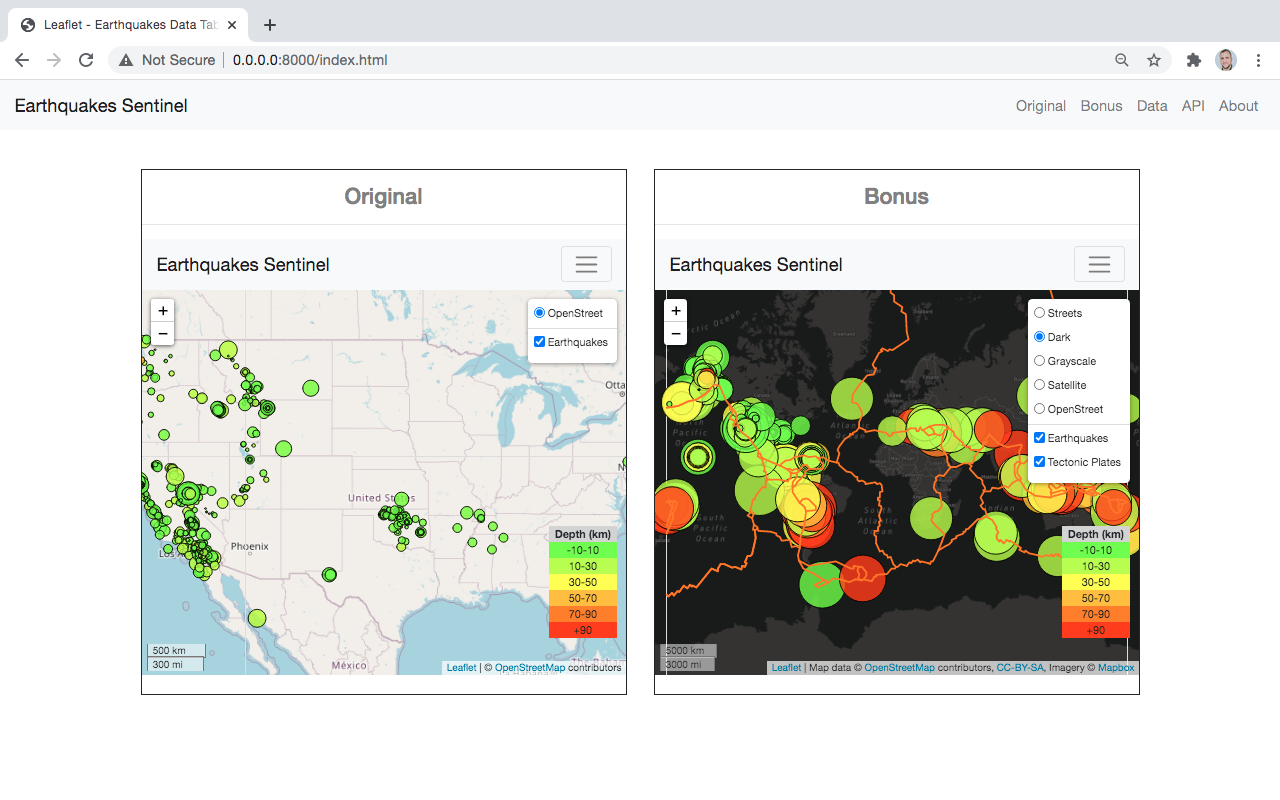 Leaflet - Earthquakes Data Tab
Not Secure
0.0.0.0:8000/index.html
Earthquakes Sentinel
Original Bonus Data API About
Original
Earthquakes Sentinel
+
−
OpenStreet
Earthquakes
Otta
United States
Phoenix
México
Depth (km)
-10-10
10-30
30-50
50-70
70-90
+90
500 km
300 mi
Leaflet | © OpenStreetMap contributors
Bonus
Earthquakes Sentinel
+
−
Streets
Dark
Grayscale
Satellite
OpenStreet
Earthquakes
Tectonic Plates
South
Pacific
Ocean
South
Atlantic
Ocean
Indian
Depth (km)
-10-10
10-30
30-50
50-70
70-90
+90
5000 km
3000 mi
Leaflet | Map data © OpenStreetMap contributors, CC-BY-SA, Imagery © Mapbox